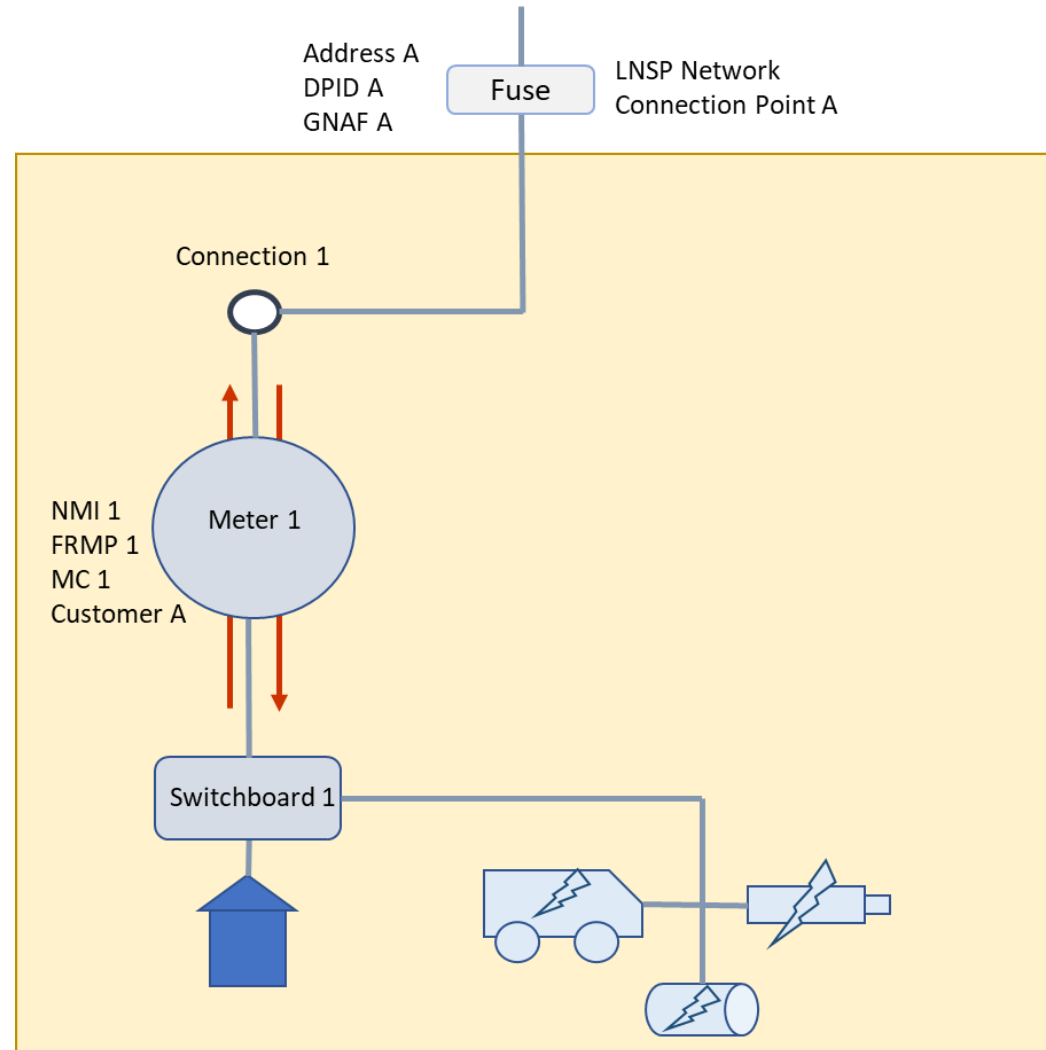 Address A
DPID A
GNAF A
Fuse
LNSP Network
Connection Point A
Connection 1
Meter 1
NMI 1
FRMP 1
MC 1
Customer A
Switchboard 1